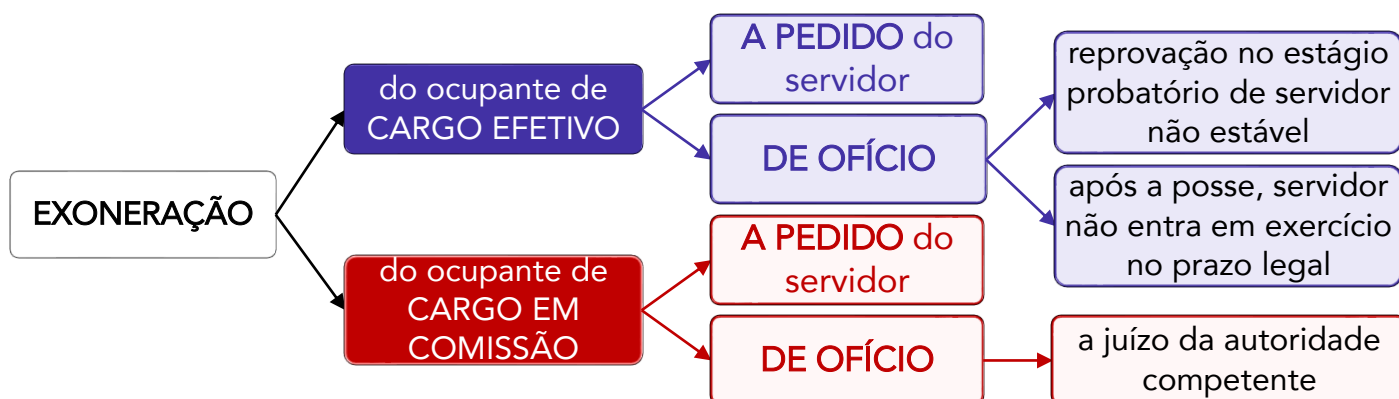 EXONERAÇÃO
do ocupante de
CARGO EFETIVO
A PEDIDO do
servidor
DE OFÍCIO
reprovação no estágio
probatório de servidor
não estável
após a posse, servidor
não entra em exercício
no prazo legal
do ocupante de
CARGO EM
COMISSÃO
A PEDIDO do
servidor
DE OFÍCIO
a juízo da autoridade
competente